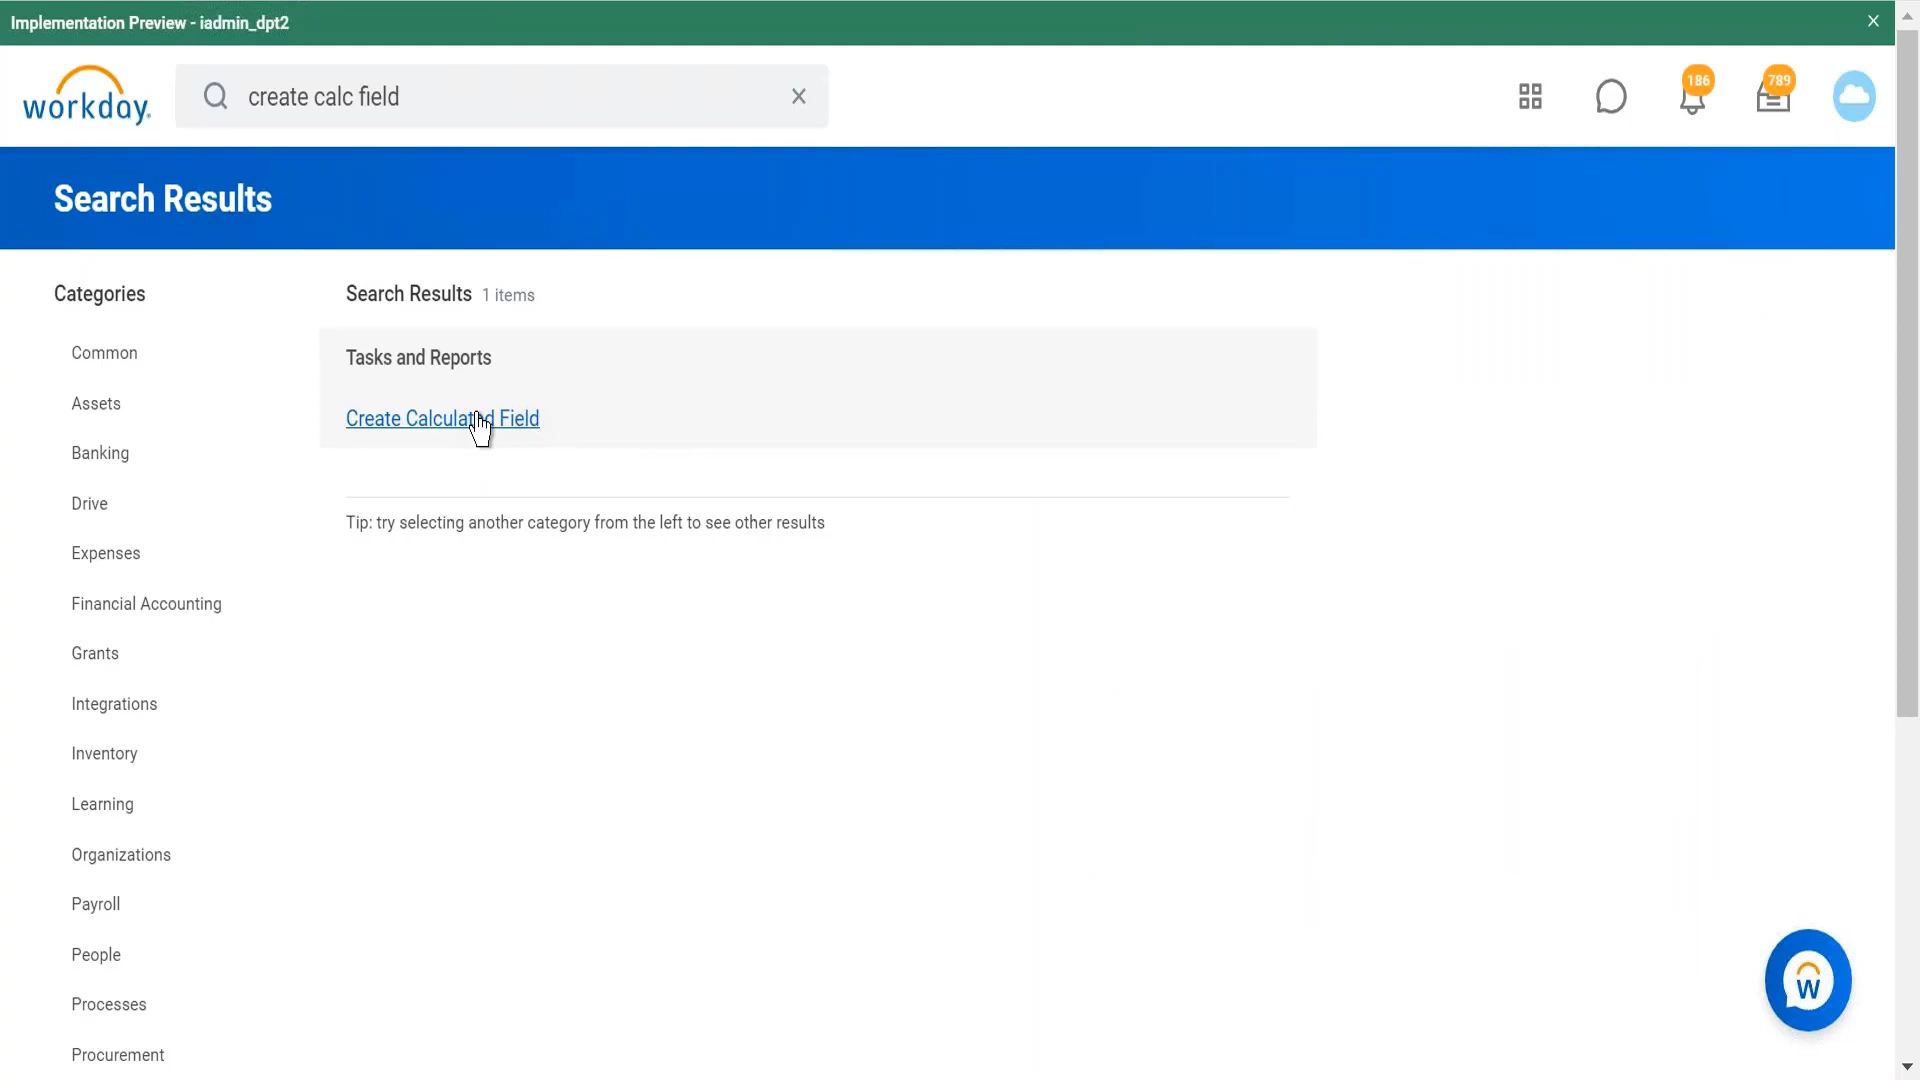 Implementation Preview - iadmin_dpt2
workday.
create calc field
186
789
Search Results
Categories
Common
Assets
Banking
Drive
Expenses
Financial Accounting
Grants
Integrations
Inventory
Learning
Organizations
Payroll
People
Processes
Procurement
Search Results 1 items
Tasks and Reports
Create Calculated Field
Tip: try selecting another category from the left to see other results
W